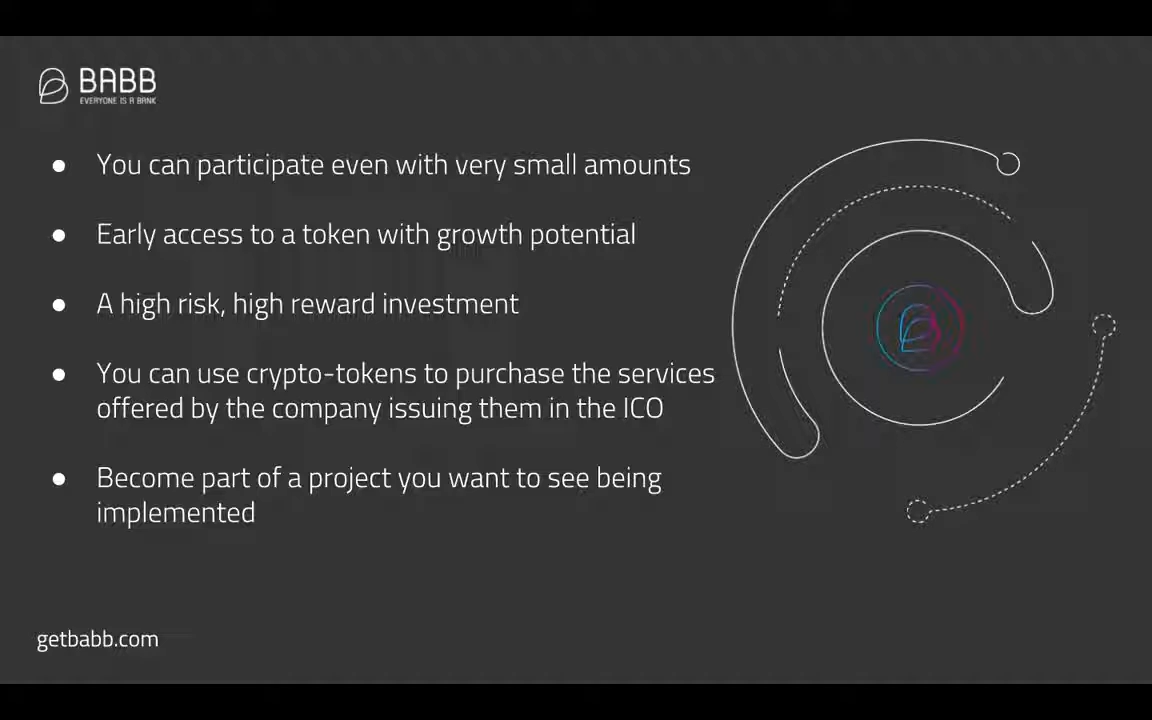 BABB
EVERYONE IS A BANK
● You can participate even with very small amounts
● Early access to a token with growth potential
● A high risk, high reward investment
● You can use crypto-tokens to purchase the services
offered by the company issuing them in the ICO
● Become part of a project you want to see being
implemented
getbabb.com